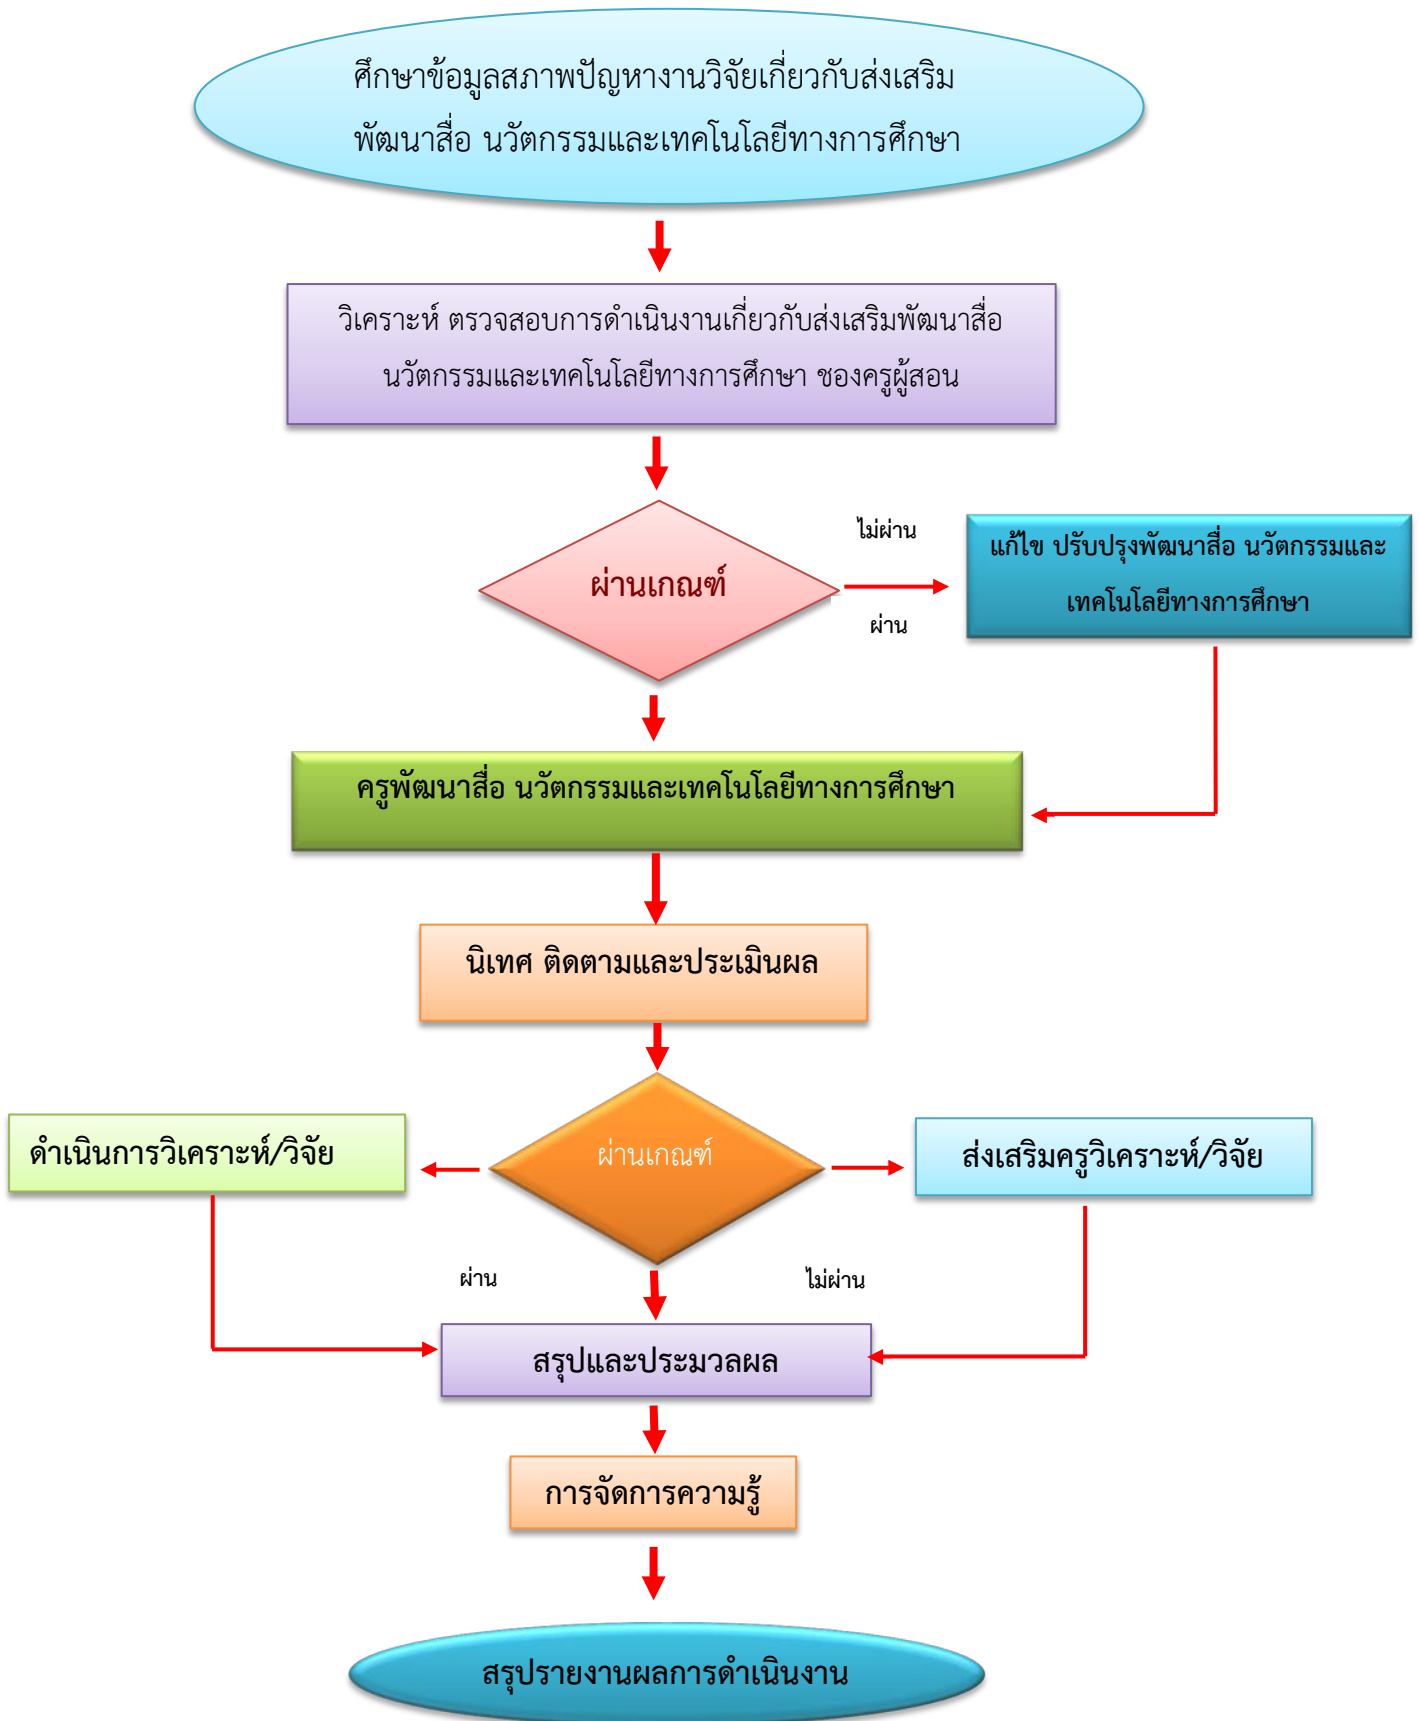 ศึกษาข้อมูลสภาพปัญหางานวิจัยเกี่ยวกับส่งเสริม
พัฒนาสื่อ นวัตกรรมและเทคโนโลยีทางการศึกษา
วิเคราะห์ ตรวจสอบการดำเนินงานเกี่ยวกับส่งเสริมพัฒนาสื่อ
นวัตกรรมและเทคโนโลยีทางการศึกษา ชองครูผู้สอน
ไม่ผ่าน
ผ่านเกณฑ์
แก้ไข ปรับปรุงพัฒนาสื่อ นวัตกรรมและ
เทคโนโลยีทางการศึกษา
ผ่าน
ครูพัฒนาสื่อ นวัตกรรมและเทคโนโลยีทางการศึกษา
นิเทศ ติดตามและประเมินผล
ดำเนินการวิเคราะห์/วิจัย
ผ่านเกณฑ์
ส่งเสริมครูวิเคราะห์/วิจัย
ผ่าน
ไม่ผ่าน
สรุปและประมวลผล
การจัดการความรู้
สรุปรายงานผลการดำเนินงาน